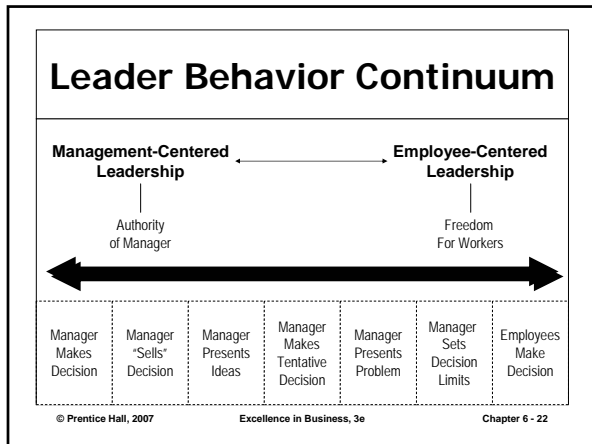 Leader Behavior Continuum
Management-Centered
Leadership
Employee-Centered
Leadership
Authority
of Manager
Freedom
For Workers
Manager
Makes
Decision
Manager
"Sells"
Decision
Manager
Presents
Ideas
Manager
Makes
Tentative
Decision
Manager
Presents
Problem
Manager
Sets
Decision
Limits
Employees
Make
Decision
© Prentice Hall, 2007
Excellence in Business, 3e
Chapter 6 - 22